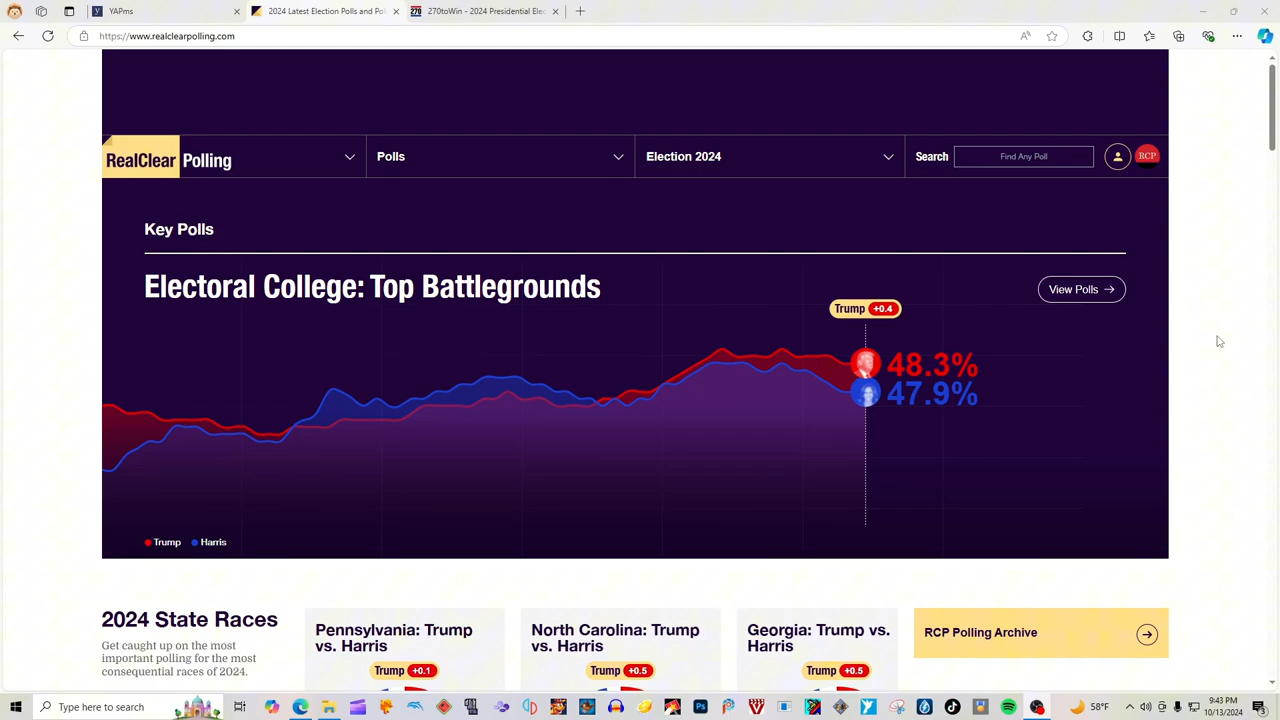 YAPms
2024 Latest Election Polls and Pol
270toWin - 2024 Presidential Elec
https://www.realclearpolling.com
RealClear Polling
Polls
Election 2024
Search
Find Any Poll
RCP
Key Polls
Electoral College: Top Battlegrounds
View Polls
Trump +0.4
48.3%
47.9%
Trump
Harris
2024 State Races
Get caught up on the most
important polling for the most
consequential races of 2024.
Pennsylvania: Trump
vs. Harris
Trump +0.1
North Carolina: Trump
vs. Harris
Trump +0.5
Georgia: Trump vs.
Harris
Trump +0.5
RCP Polling Archive
Type here to search
58°F
9:43 PM
10/13/2024